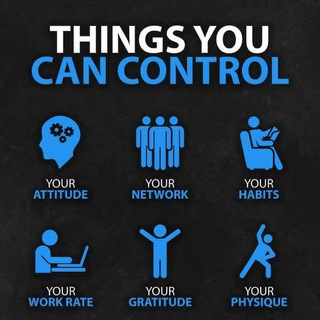 THINGS YOU
CAN CONTROL
YOUR
ATTITUDE
YOUR
NETWORK
YOUR
HABITS
YOUR
WORK RATE
YOUR
GRATITUDE
YOUR
PHYSIQUE